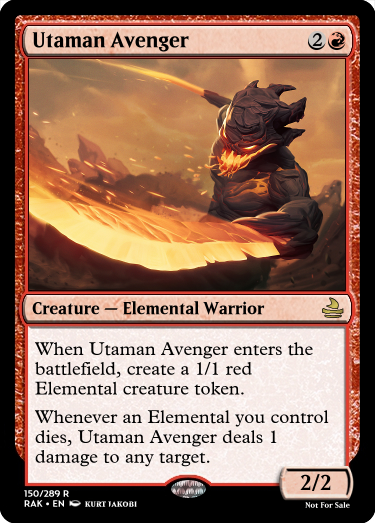 Utaman Avenger 2
Creature — Elemental Warrior
When Utaman Avenger enters the
battlefield, create a 1/1 red
Elemental creature token.
Whenever an Elemental you control
dies, Utaman Avenger deals 1
damage to any target.
2/2
150/289 R
RAK • EN KURT JAKOBI
Not For Sale